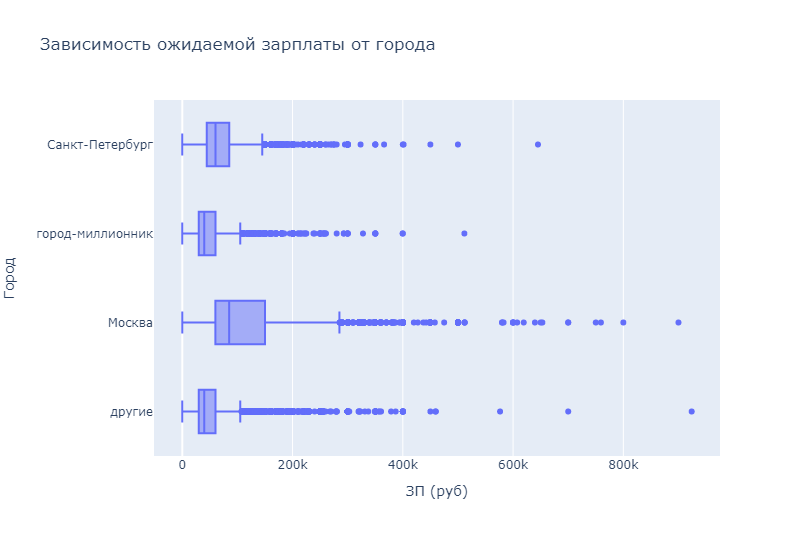 Зависимость ожидаемой зарплаты от города
Город
Санкт-Петербург
город-миллионник
Москва
другие
0
200k
400k
600k
800k
ЗП (руб)